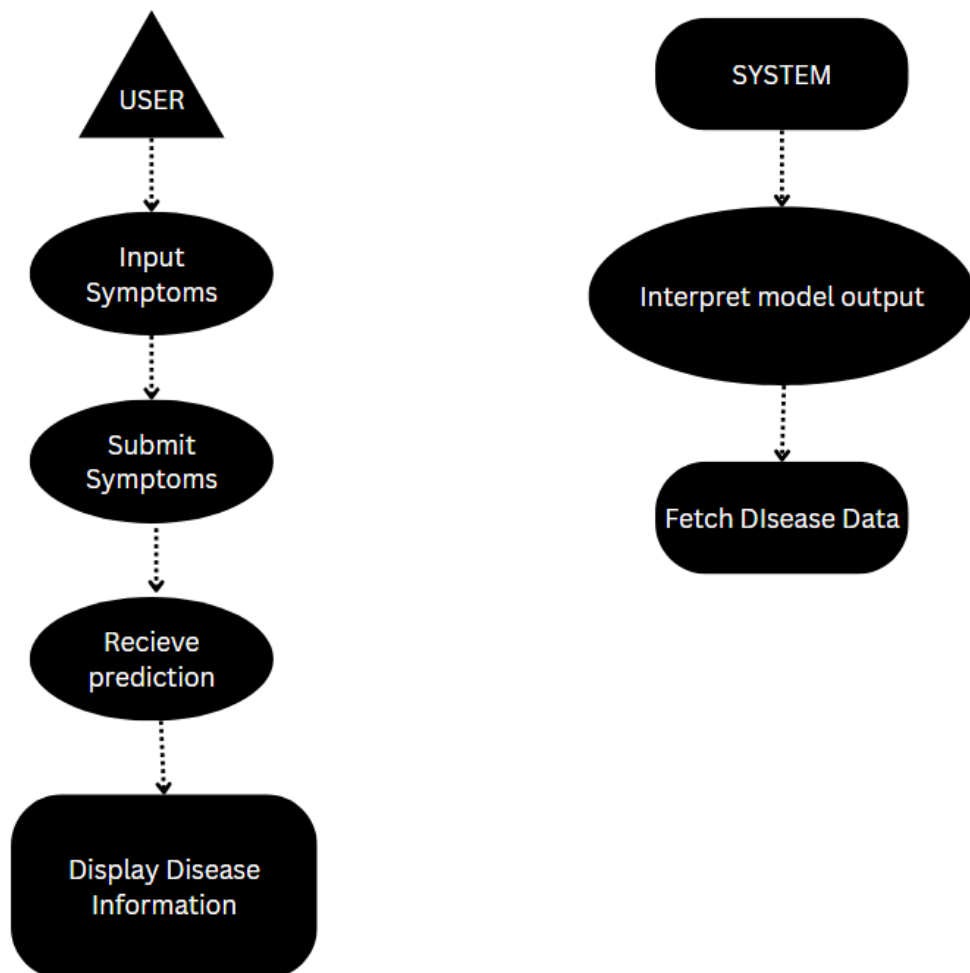 USER
Input
Symptoms
Submit
Symptoms
Recieve
prediction
Display Disease
Information
SYSTEM
Interpret model output
Fetch DIsease Data